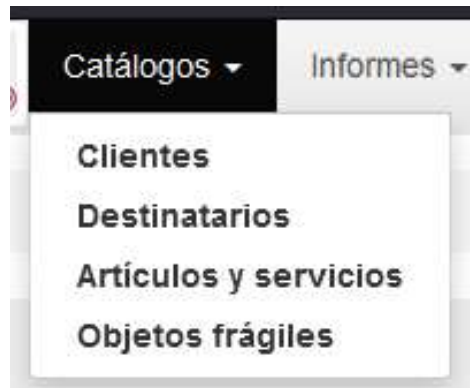 Catálogos Informes
Clientes
Destinatarios
Artículos y servicios
Objetos frágiles